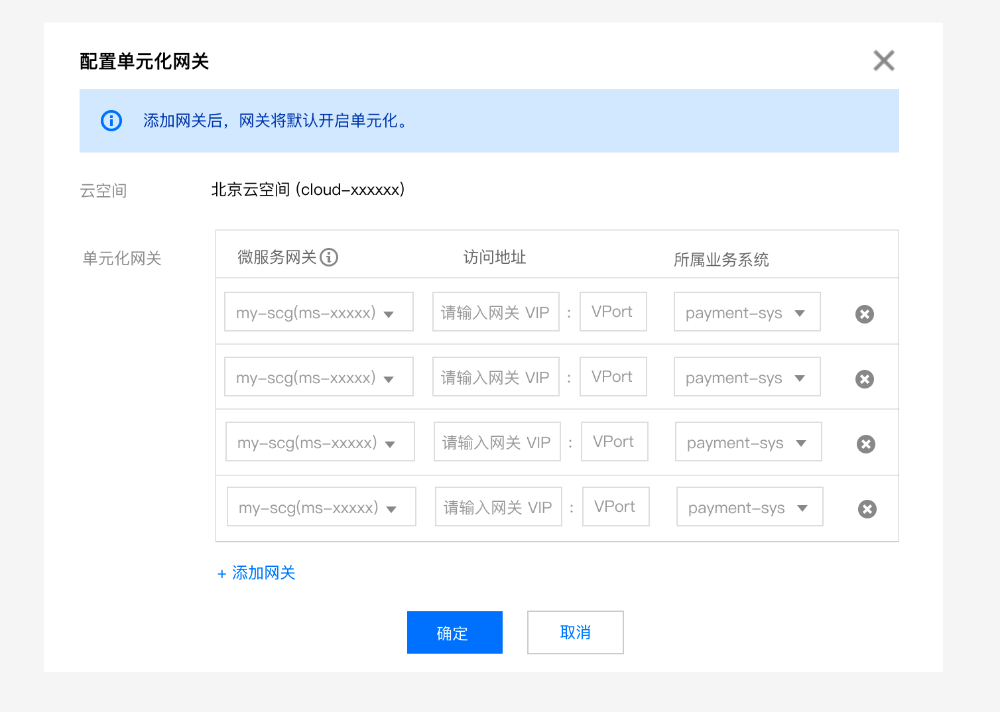 配置单元化网关
添加网关后，网关将默认开启单元化。
云空间 北京云空间 (cloud-xxxxxx)
单元化网关 微服务网关 访问地址 所属业务系统
my-scg(ms-xxxxx) 请输入网关 VIP : VPort payment-sys
my-scg(ms-xxxxx) 请输入网关 VIP : VPort payment-sys
my-scg(ms-xxxxx) 请输入网关 VIP : VPort payment-sys
my-scg(ms-xxxxx) 请输入网关 VIP : VPort payment-sys
+ 添加网关
确定 取消